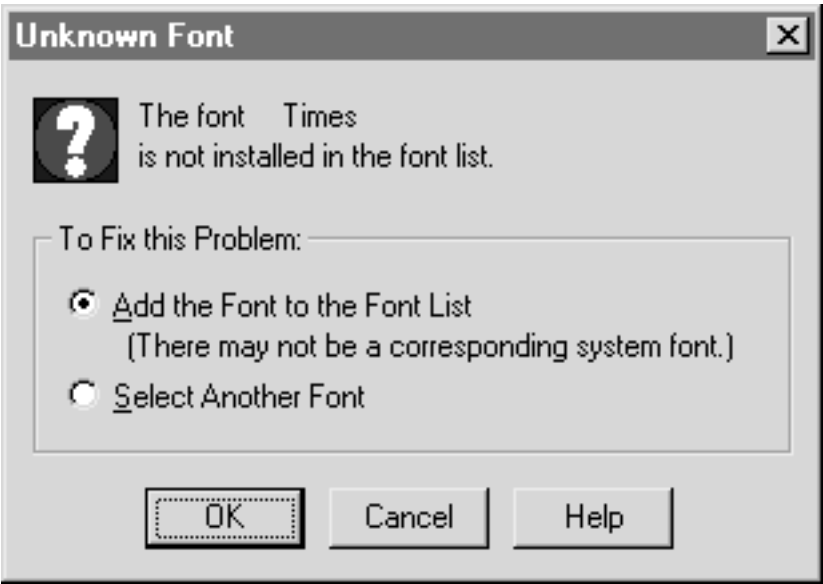 Unknown Font
The font Times
is not installed in the font list.
To Fix this Problem:
Add the Font to the Font List
(There may not be a corresponding system font.)
Select Another Font
OK Cancel Help